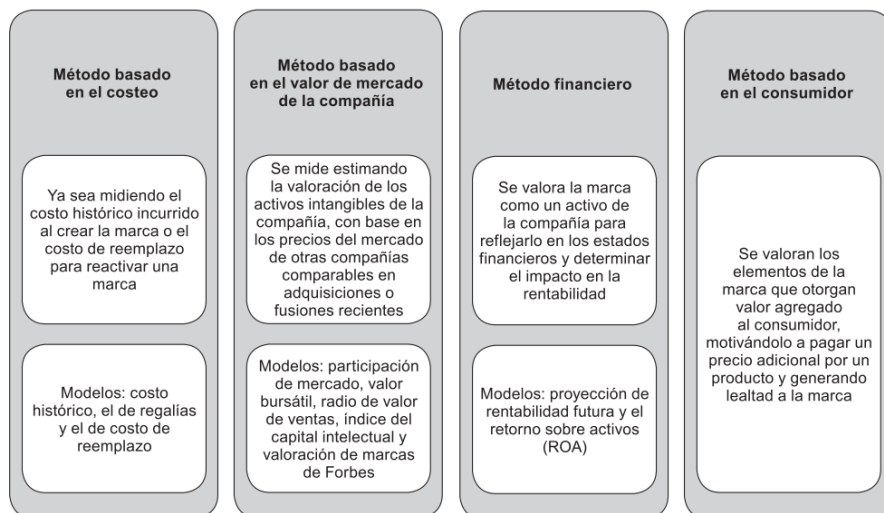 Método basado
en el costeo
Ya sea midiendo el
costo histórico incurrido
al crear la marca o el
costo de reemplazo
para reactivar una
marca
Modelos: costo
histórico, el de regalías
y el de costo de
reemplazo
Método basado
en el valor de mercado
de la compañía
Se mide estimando
la valoración de los
activos intangibles de la
compañía, con base en
los precios del mercado
de otras compañías
comparables en
adquisiciones o
fusiones recientes
Modelos: participación
de mercado, valor
bursátil, radio de valor
de ventas, índice del
capital intelectual y
valoración de marcas
de Forbes
Método financiero
Se valora la marca
como un activo de
la compañía para
reflejarlo en los estados
financieros y determinar
el impacto en la
rentabilidad
Modelos: proyección de
rentabilidad futura y el
retorno sobre activos
(ROA)
Método basado
en el consumidor
Se valoran los
elementos de la
marca que otorgan
valor agregado
al consumidor,
motivándolo a pagar un
precio adicional por un
producto y generando
lealtad a la marca